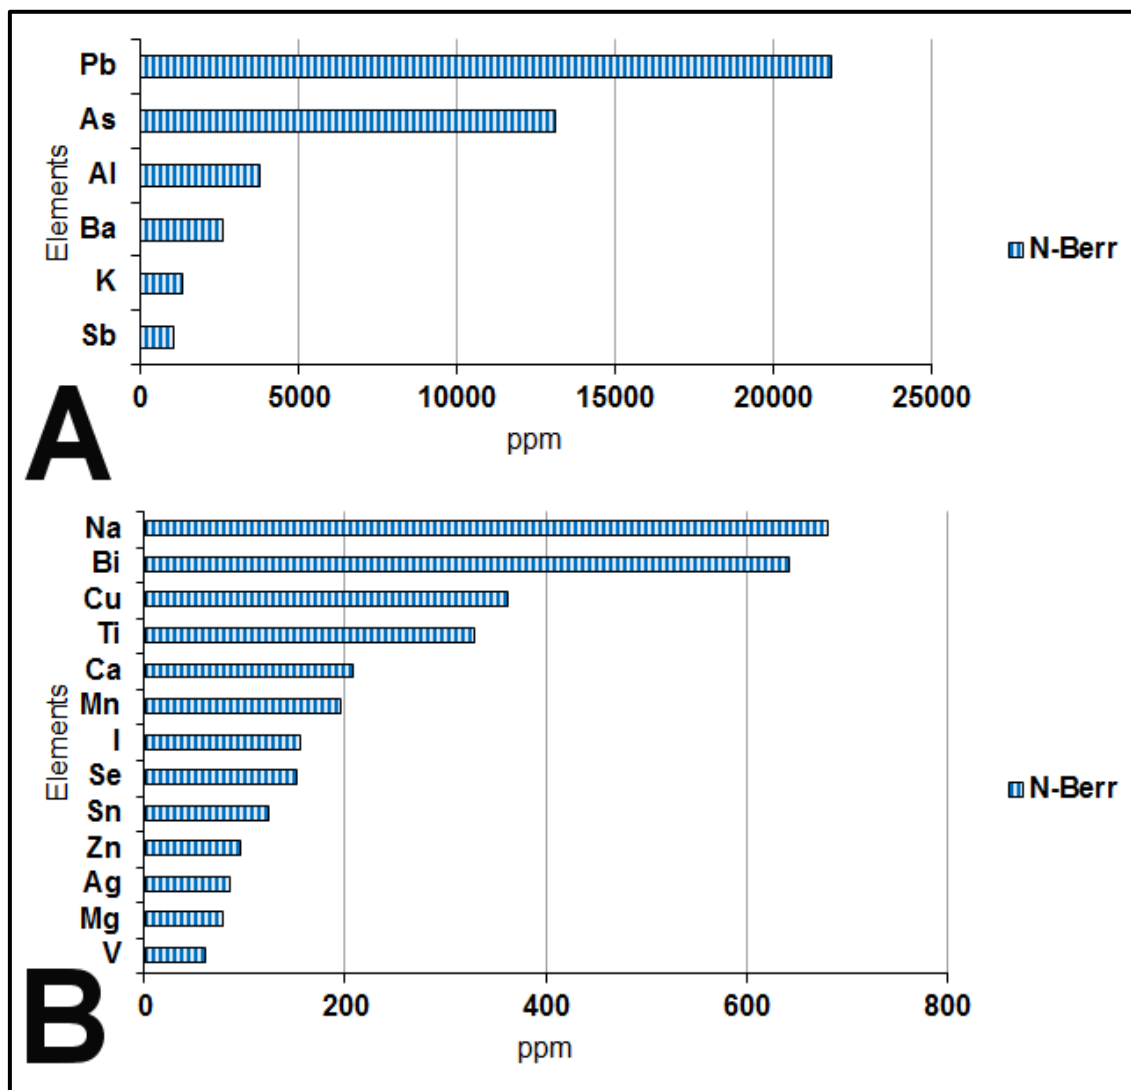 Pb
As
Al
Ba
K
Sb
Elements
0 5000 10000 15000 20000 25000
ppm
N-Berr
A
Na
Bi
Cu
Ti
Ca
Mn
I
Se
Sn
Zn
Ag
Mg
V
Elements
0 200 400 600 800
ppm
N-Berr
B